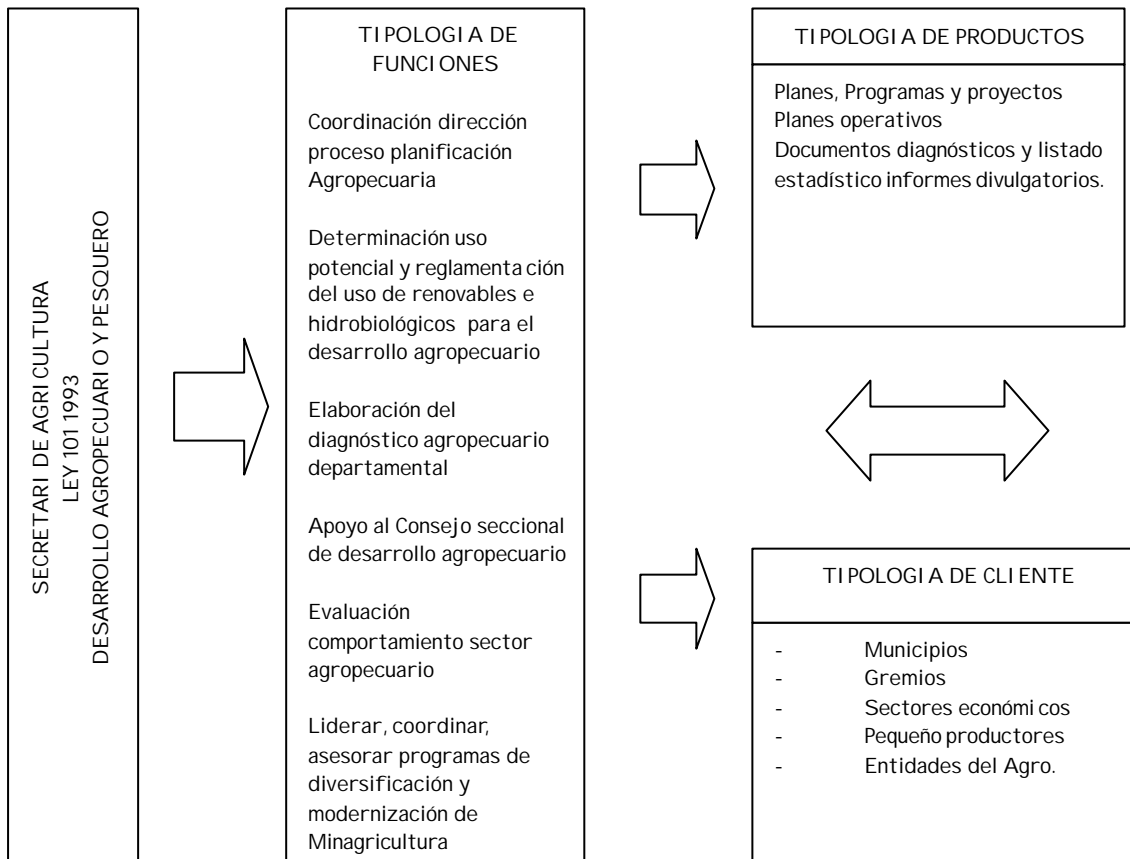 SECRETARI DE AGRICULTURA
LEY 101 1993
DESARROLLO AGROPECUARIO Y PESQUERO
TIPOLOGIA DE
FUNCIONES
Coordinación dirección
proceso planificación
Agropecuaria
Determinación uso
potencial y reglamentación
del uso de renovables e
hidrobiológicos para el
desarrollo agropecuario
Elaboración del
diagnóstico agropecuario
departamental
Apoyo al Consejo seccional
de desarrollo agropecuario
Evaluación
comportamiento sector
agropecuario
Liderar, coordinar,
asesorar programas de
diversificación y
modernización de
Minagricultura
TIPOLOGIA DE PRODUCTOS
Planes, Programas y proyectos
Planes operativos
Documentos diagnósticos y listado
estadístico informes divulgatorios.
TIPOLOGIA DE CLIENTE
- Municipios
- Gremios
- Sectores económicos
- Pequeño productores
- Entidades del Agro.